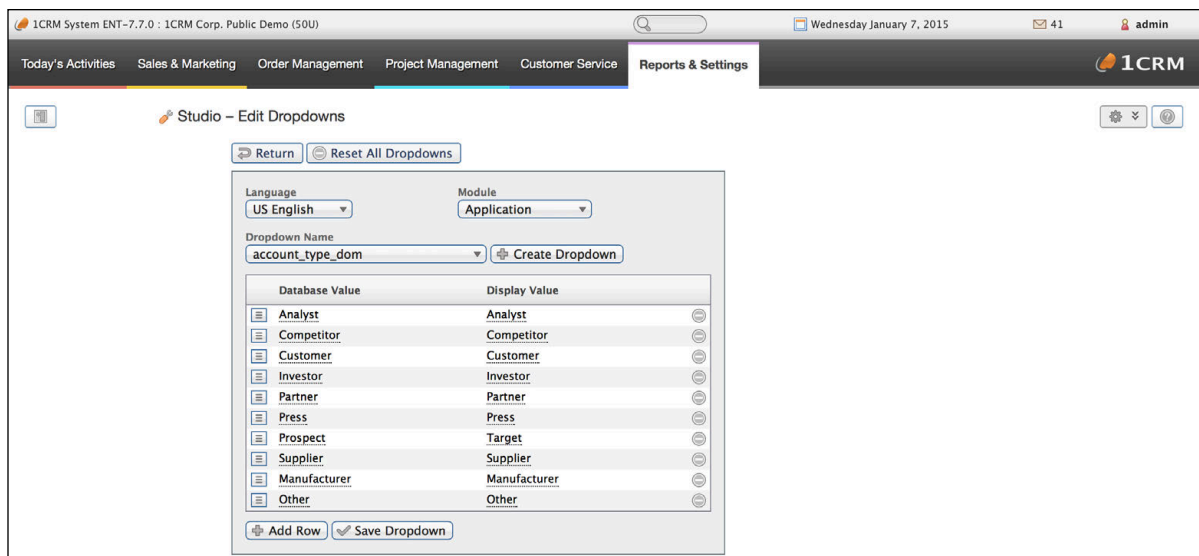 1CRM System ENT-7.7.0 : 1CRM Corp. Public Demo (50U) Wednesday January 7, 2015 41 admin
Today's Activities Sales & Marketing Order Management Project Management Customer Service Reports & Settings 1CRM
Studio – Edit Dropdowns
Return Reset All Dropdowns
Language Module
US English Application
Dropdown Name
account_type_dom Create Dropdown
Database Value Display Value
Analyst Analyst
Competitor Competitor
Customer Customer
Investor Investor
Partner Partner
Press Press
Prospect Target
Supplier Supplier
Manufacturer Manufacturer
Other Other
Add Row Save Dropdown